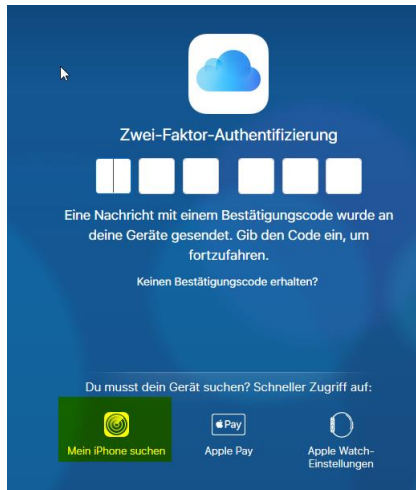 Zwei-Faktor-Authentifizierung
Eine Nachricht mit einem Bestätigungscode wurde an
deine Geräte gesendet. Gib den Code ein, um
fortzufahren.
Keinen Bestätigungscode erhalten?
Du musst dein Gerät suchen? Schneller Zugriff auf:
Pay
Mein iPhone suchen
Apple Pay
Apple Watch-
Einstellungen